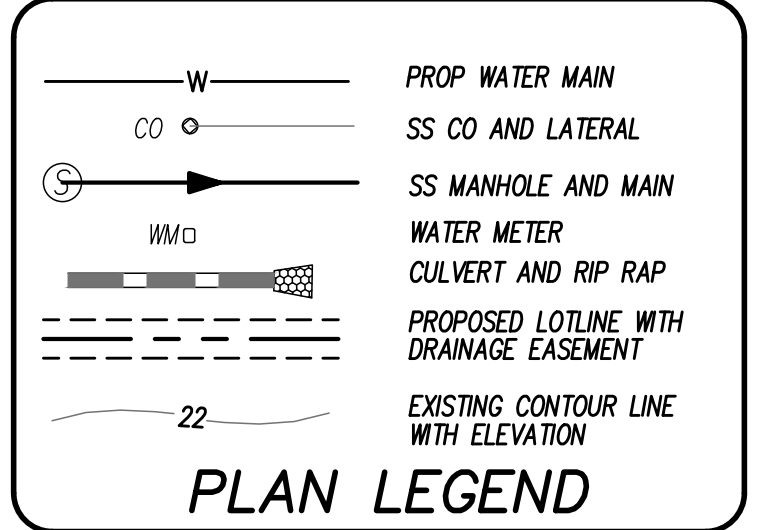 W PROP WATER MAIN
CO SS CO AND LATERAL
S SS MANHOLE AND MAIN
WM WATER METER
CULVERT AND RIP RAP
PROPOSED LOTLINE WITH
DRAINAGE EASEMENT
22 EXISTING CONTOUR LINE
WITH ELEVATION
PLAN LEGEND